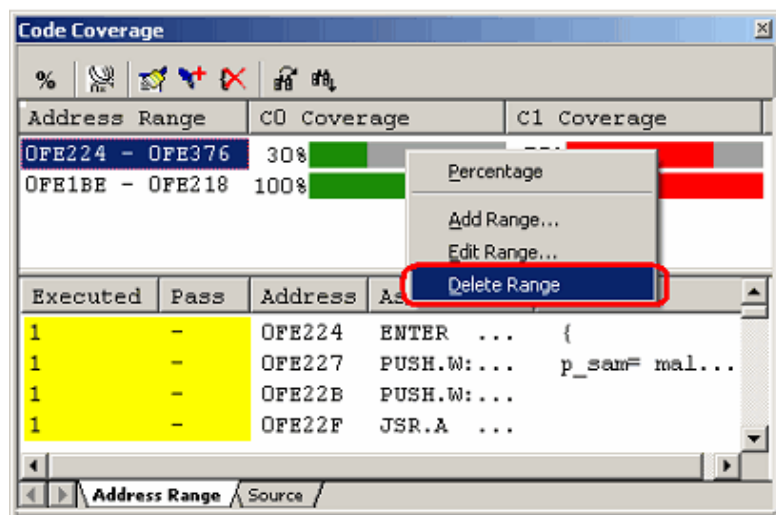 Code Coverage
%
Address Range C0 Coverage C1 Coverage
0FE224 - 0FE376 30%
0FE1BE - 0FE218 100%
Percentage
Add Range...
Edit Range...
Delete Range
Executed Pass Address As
1 - 0FE224 ENTER ... {
1 - 0FE227 PUSH.W:... p_sam= mal...
1 - 0FE22B PUSH.W:...
1 - 0FE22F JSR.A ...
Address Range Source